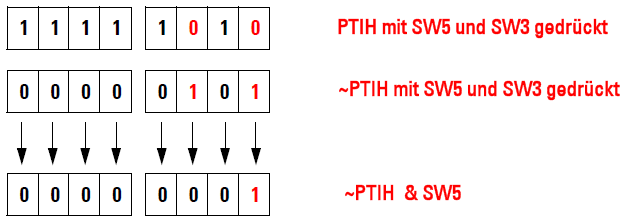 1 1 1 1 1 0 1 0 PTIH mit SW5 und SW3 gedrückt
0 0 0 0 0 1 0 1 ~PTIH mit SW5 und SW3 gedrückt
0 0 0 0 0 0 0 1 ~PTIH & SW5